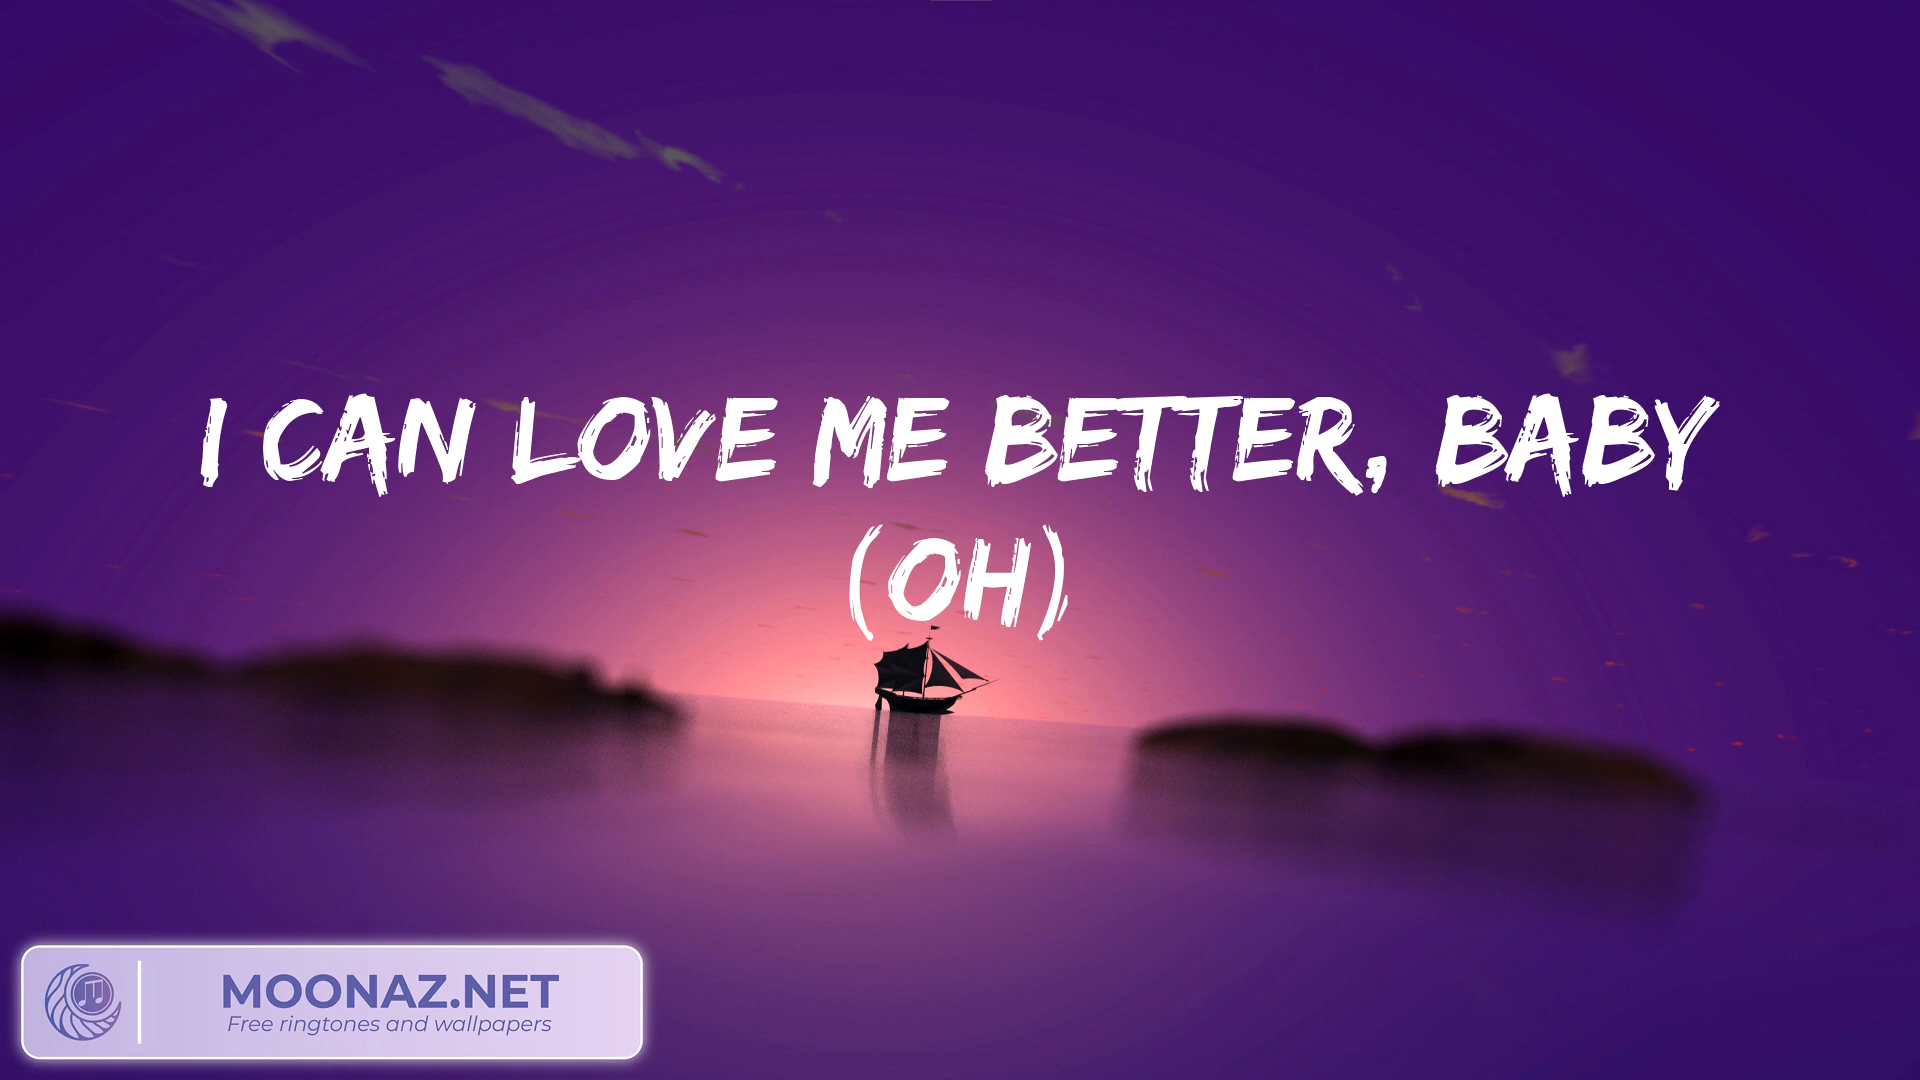 I CAN LOVE ME BETTER, BABY
(OH)
MOONAZ.NET
Free ringtones and wallpapers